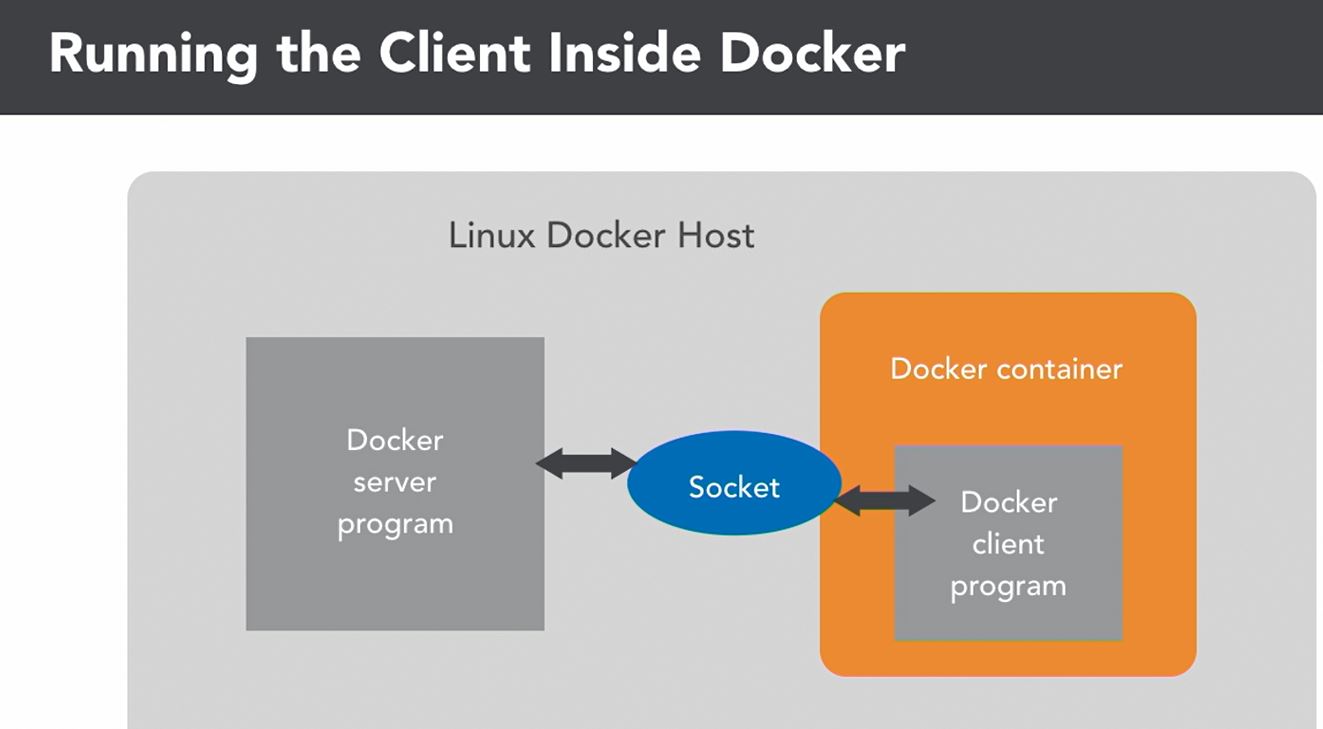 Running the Client Inside Docker
Linux Docker Host
Docker
server
program
Socket
Docker container
Docker
client
program